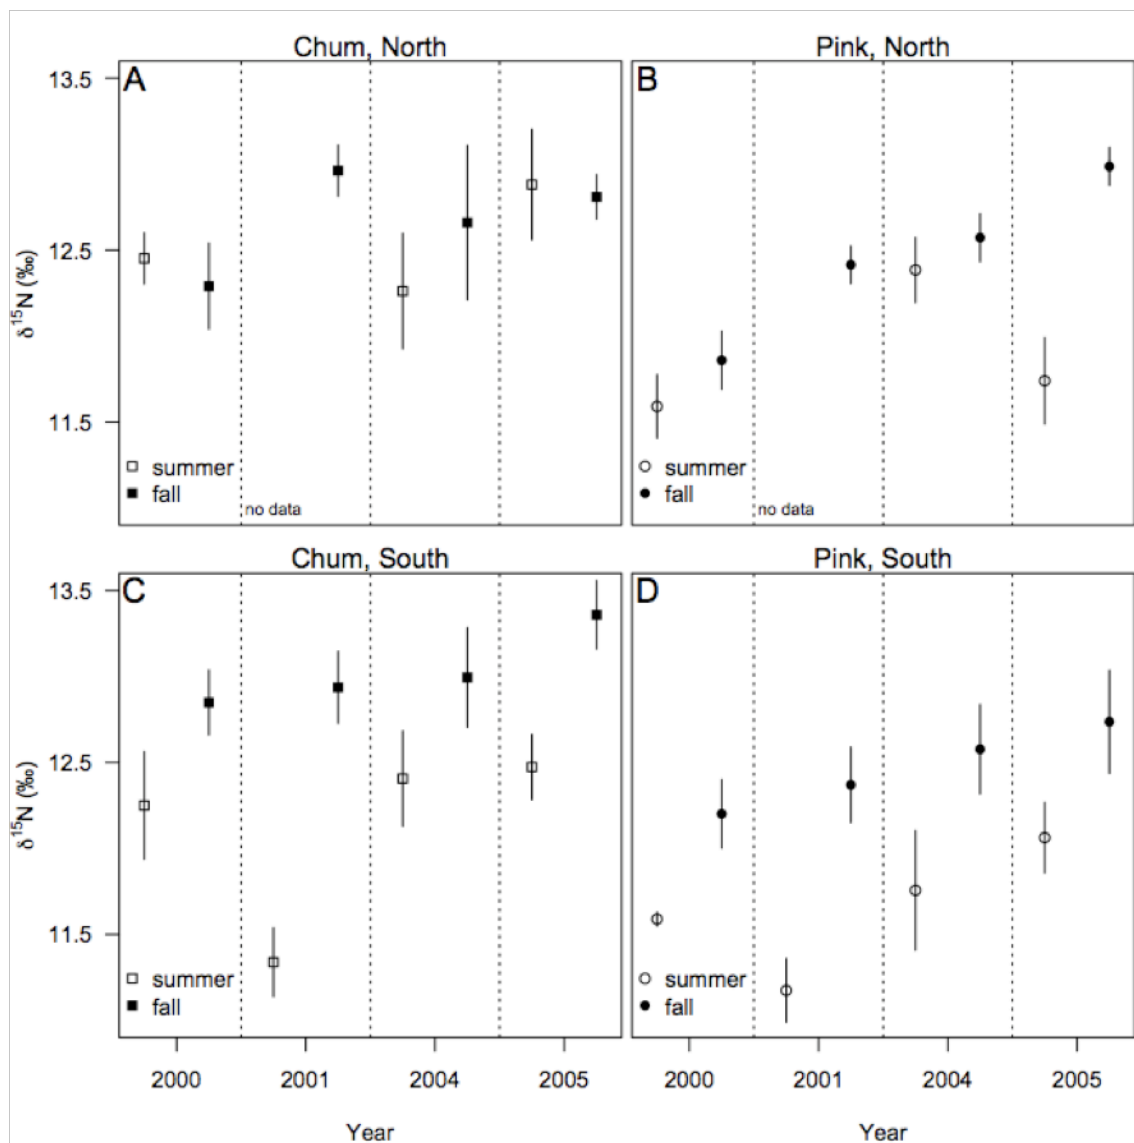 Chum, North
Pink, North
A
B
13.5
12.5
11.5
δ15N (‰)
summer
fall
no data
summer
fall
no data
Chum, South
Pink, South
C
D
13.5
12.5
11.5
δ15N (‰)
summer
fall
summer
fall
2000 2001 2004 2005
2000 2001 2004 2005
Year
Year